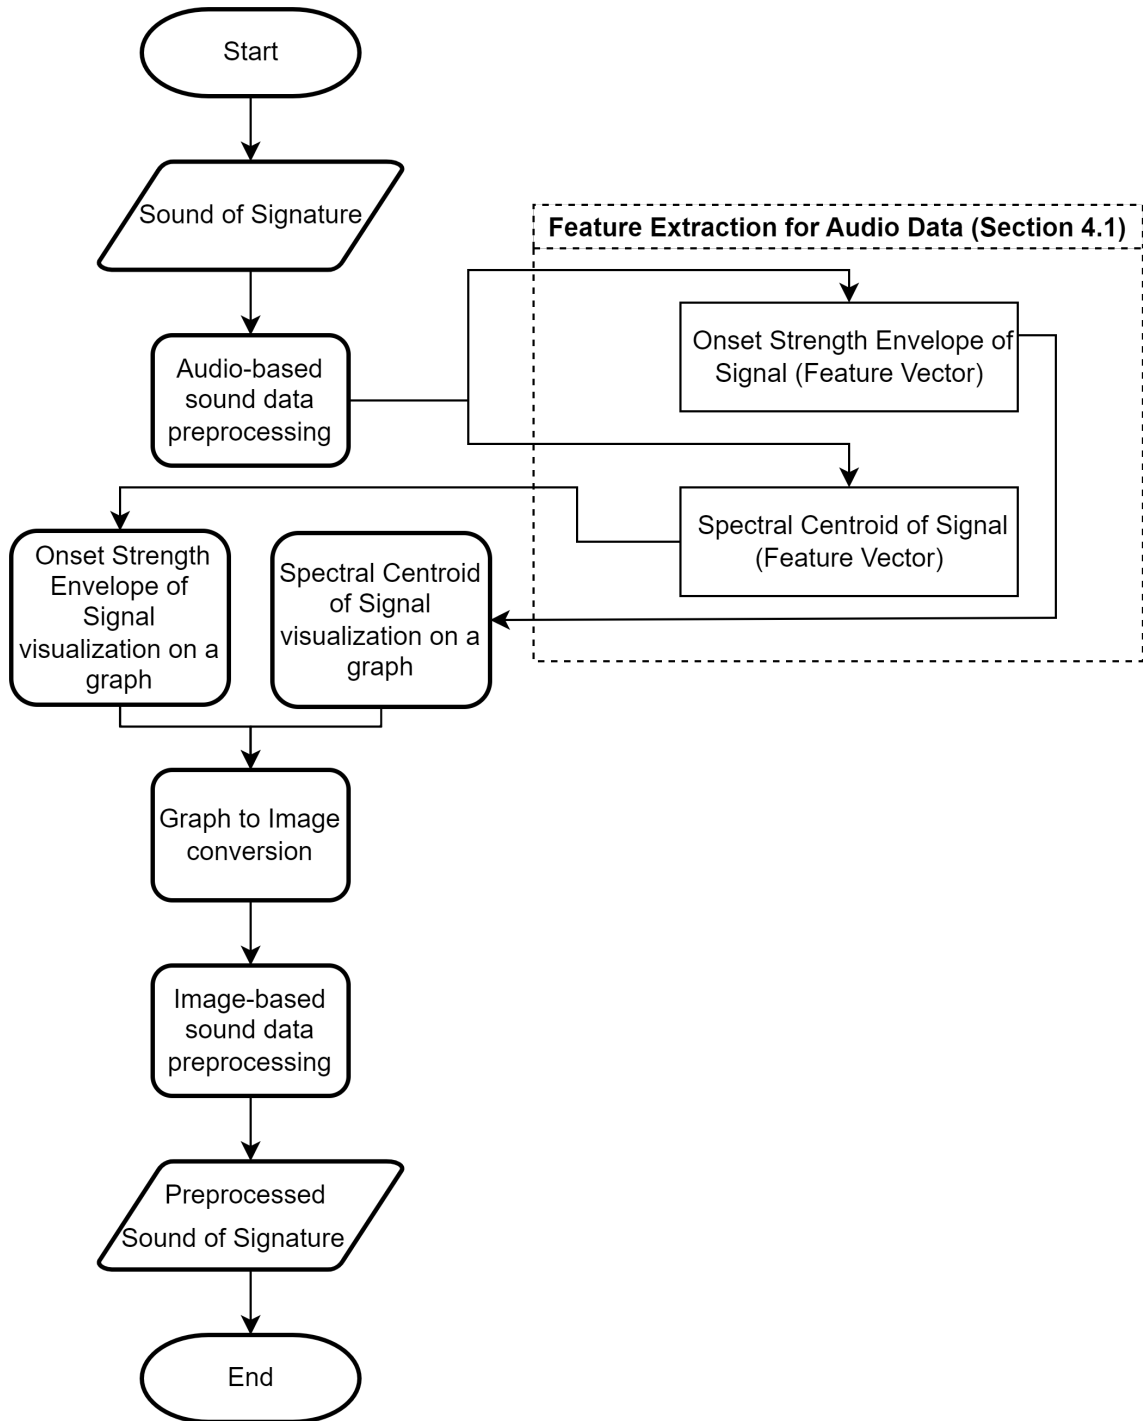 Start
Sound of Signature
Feature Extraction for Audio Data (Section 4.1)
Onset Strength Envelope of
Signal (Feature Vector)
Audio-based
sound data
preprocessing
Spectral Centroid of Signal
(Feature Vector)
Onset Strength
Envelope of
Signal
visualization on a
graph
Spectral Centroid
of Signal
visualization on a
graph
Graph to Image
conversion
Image-based
sound data
preprocessing
Preprocessed
Sound of Signature
End